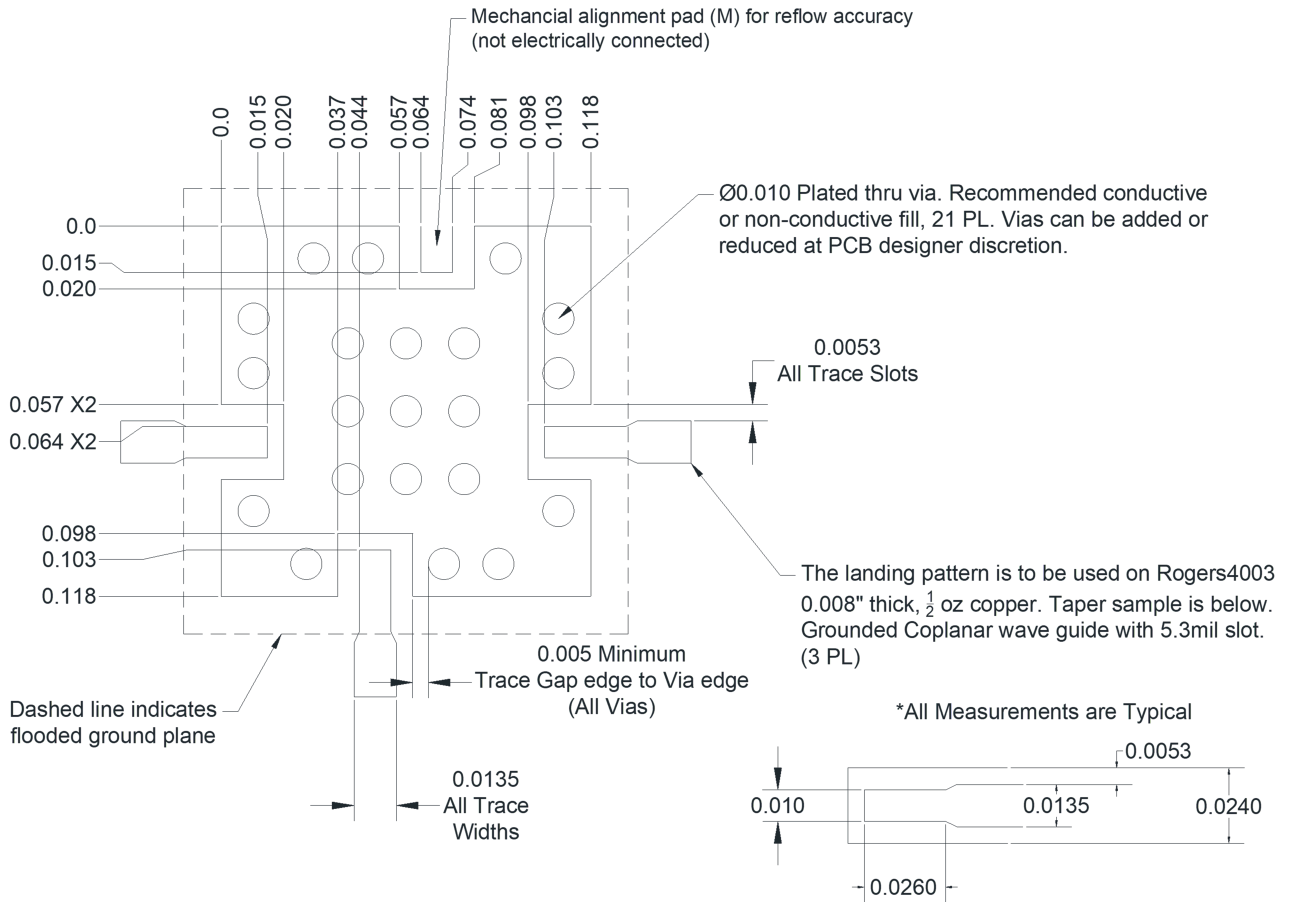 Mechancial alignment pad (M) for reflow accuracy
(not electrically connected)
0.0
0.015
0.020
0.037
0.044
0.057
0.064
0.074
0.081
0.098
0.103
0.118
Ø0.010 Plated thru via. Recommended conductive
or non-conductive fill, 21 PL. Vias can be added or
reduced at PCB designer discretion.
0.0
0.015
0.020
0.057 X2
0.064 X2
0.098
0.103
0.118
0.0053
All Trace Slots
The landing pattern is to be used on Rogers4003
0.008" thick, 1/2 oz copper. Taper sample is below.
Grounded Coplanar wave guide with 5.3mil slot.
(3 PL)
0.005 Minimum
Trace Gap edge to Via edge
(All Vias)
Dashed line indicates
flooded ground plane
0.0135
All Trace
Widths
*All Measurements are Typical
0.0053
0.010
0.0135
0.0240
0.0260